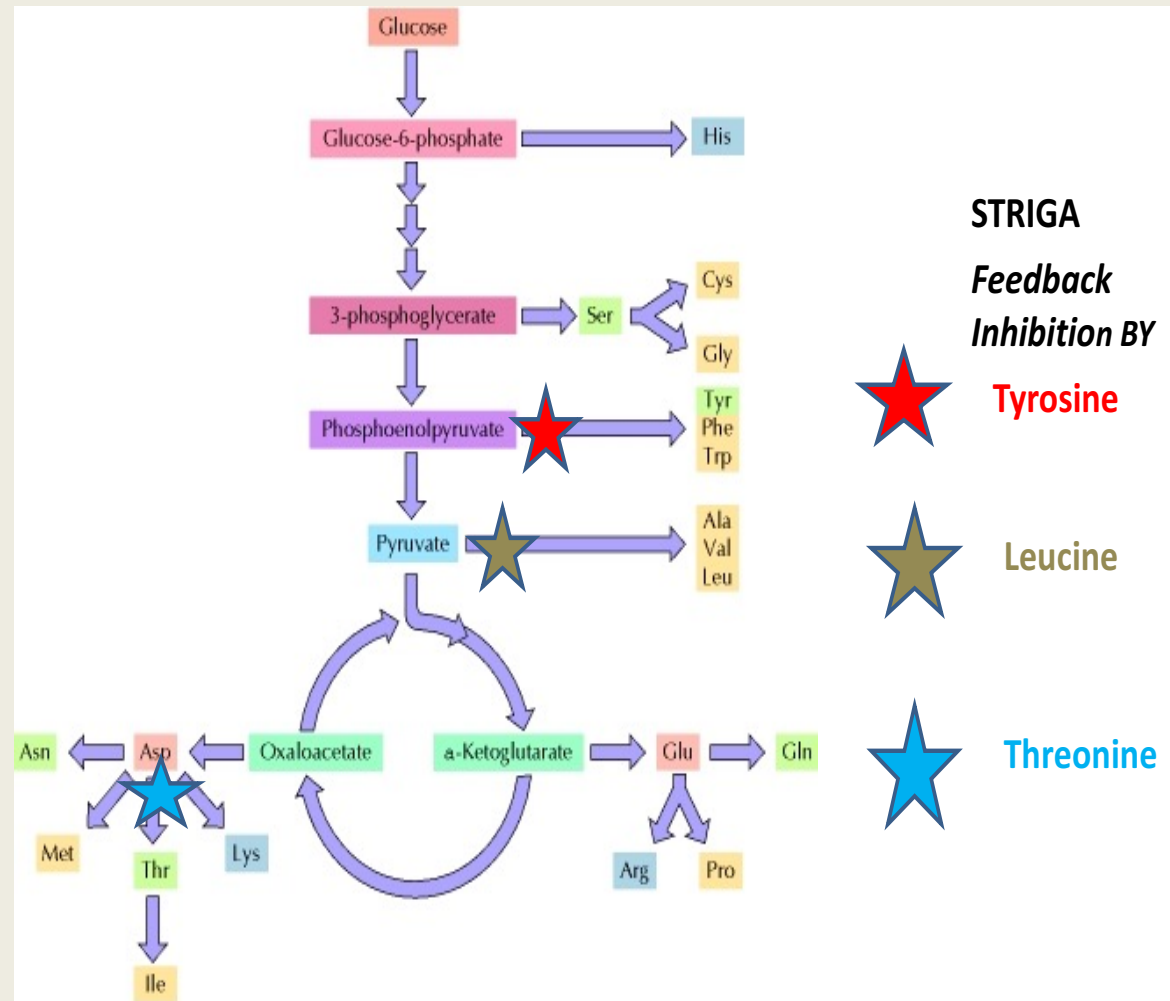 Glucose
Glucose-6-phosphate
His
3-phosphoglycerate
Ser
Cys
Gly
Phosphoenolpyruvate
Tyr
Phe
Trp
Pyruvate
Ala
Val
Leu
Asn
Asp
Oxaloacetate
a-Ketoglutarate
Glu
Gln
Met
Thr
Lys
Arg
Pro
Ile
STRIGA
Feedback
Inhibition BY
Tyrosine
Leucine
Threonine